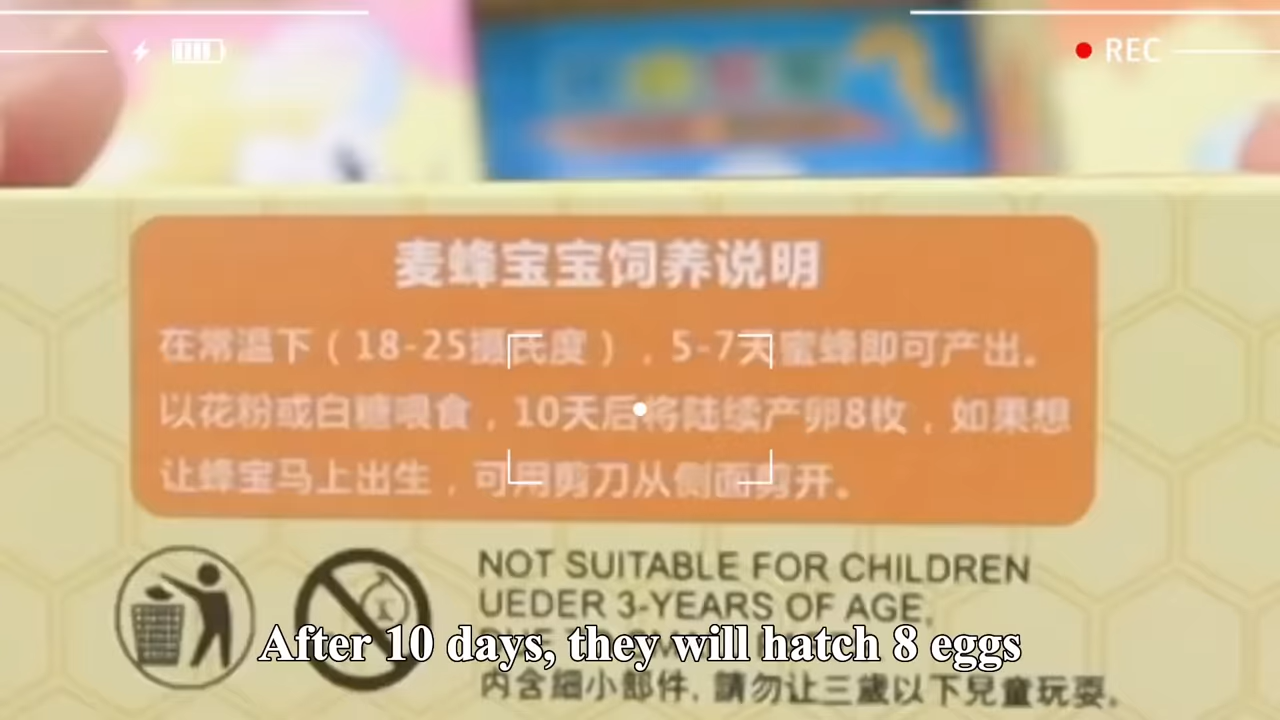 REC
麦蜂宝宝饲养说明
在常温下（18-25摄氏度），5-7天蜜蜂即可产出。
以花粉或白糖喂食，10天后将陆续产卵8枚，如果想
让蜂宝马上出生，可用剪刀从侧面剪开。
NOT SUITABLE FOR CHILDREN
UEDER 3-YEARS OF AGE,
After 10 days, they will hatch 8 eggs
内含細小部件, 請勿让三歲以下兒童玩耍。